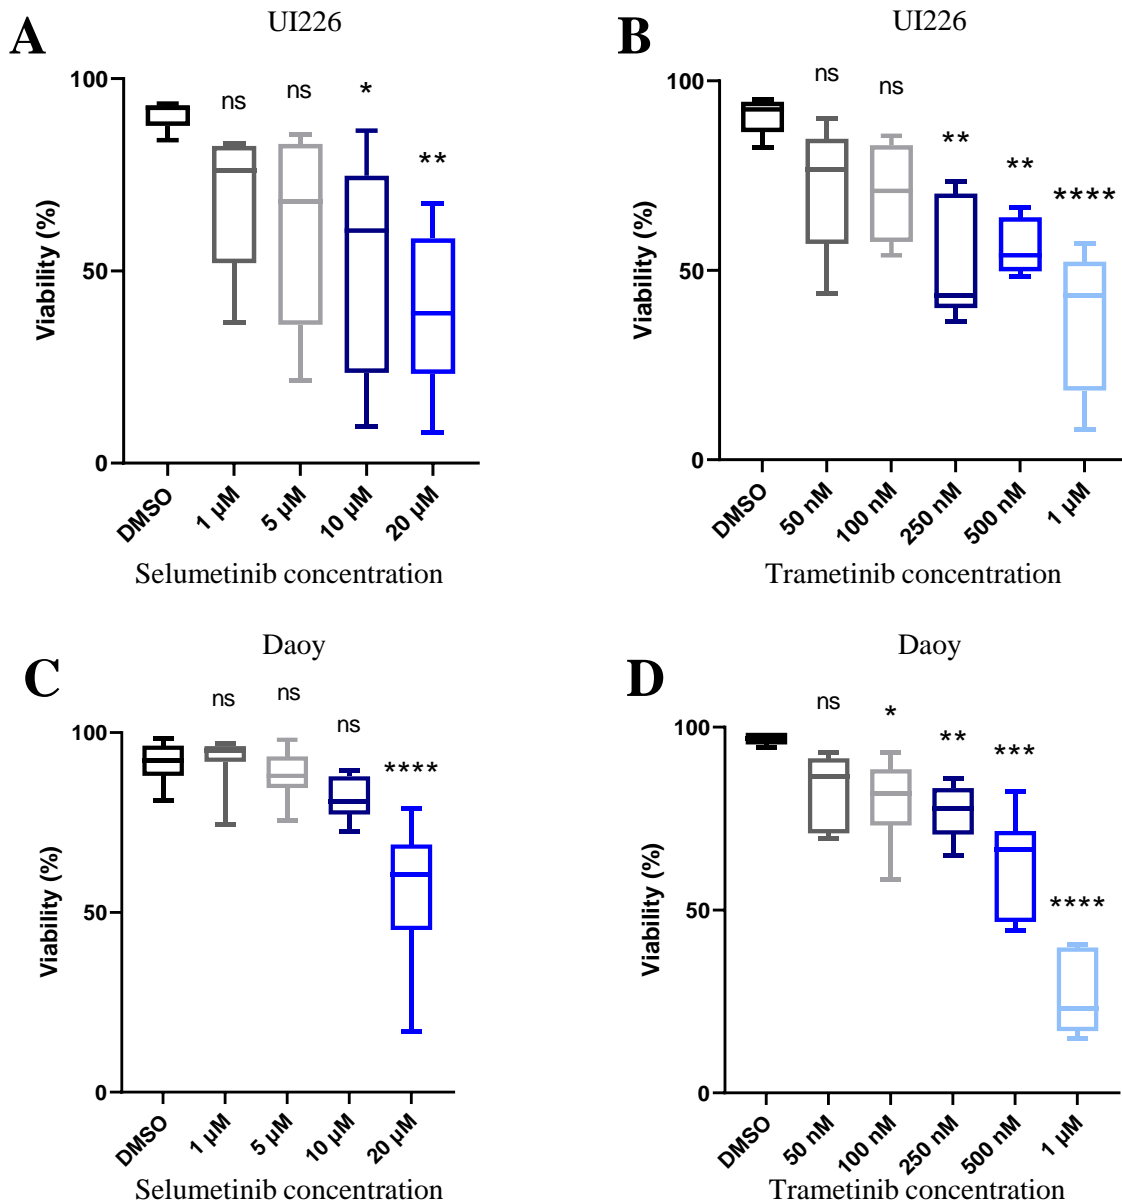 A
UI226
100
50
0
Viability (%)
ns
ns
*
**
DMSO
1 µM
5 µM
10 µM
20 µM
Selumetinib concentration
B
UI226
100
50
0
Viability (%)
ns
ns
**
**
****
DMSO
50 nM
100 nM
250 nM
500 nM
1 µM
Trametinib concentration
C
Daoy
100
50
0
Viability (%)
ns
ns
ns
****
DMSO
1 µM
5 µM
10 µM
20 µM
Selumetinib concentration
D
Daoy
100
50
0
Viability (%)
ns
*
**
***
****
DMSO
50 nM
100 nM
250 nM
500 nM
1 µM
Trametinib concentration